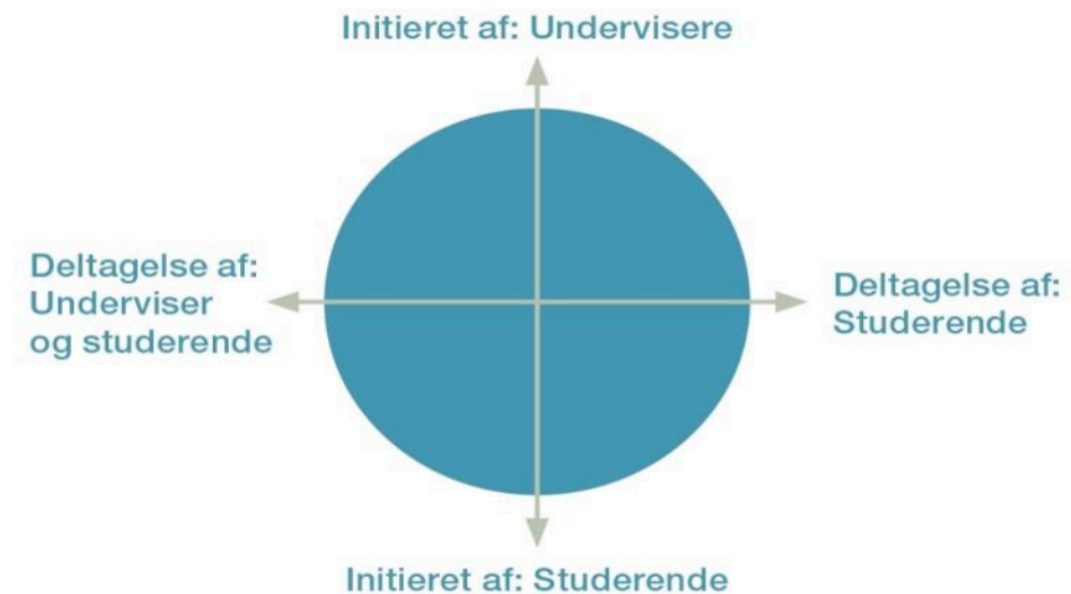 Initieret af: Undervisere
Deltagelse af:
Underviser
og studerende
Deltagelse af:
Studerende
Initieret af: Studerende